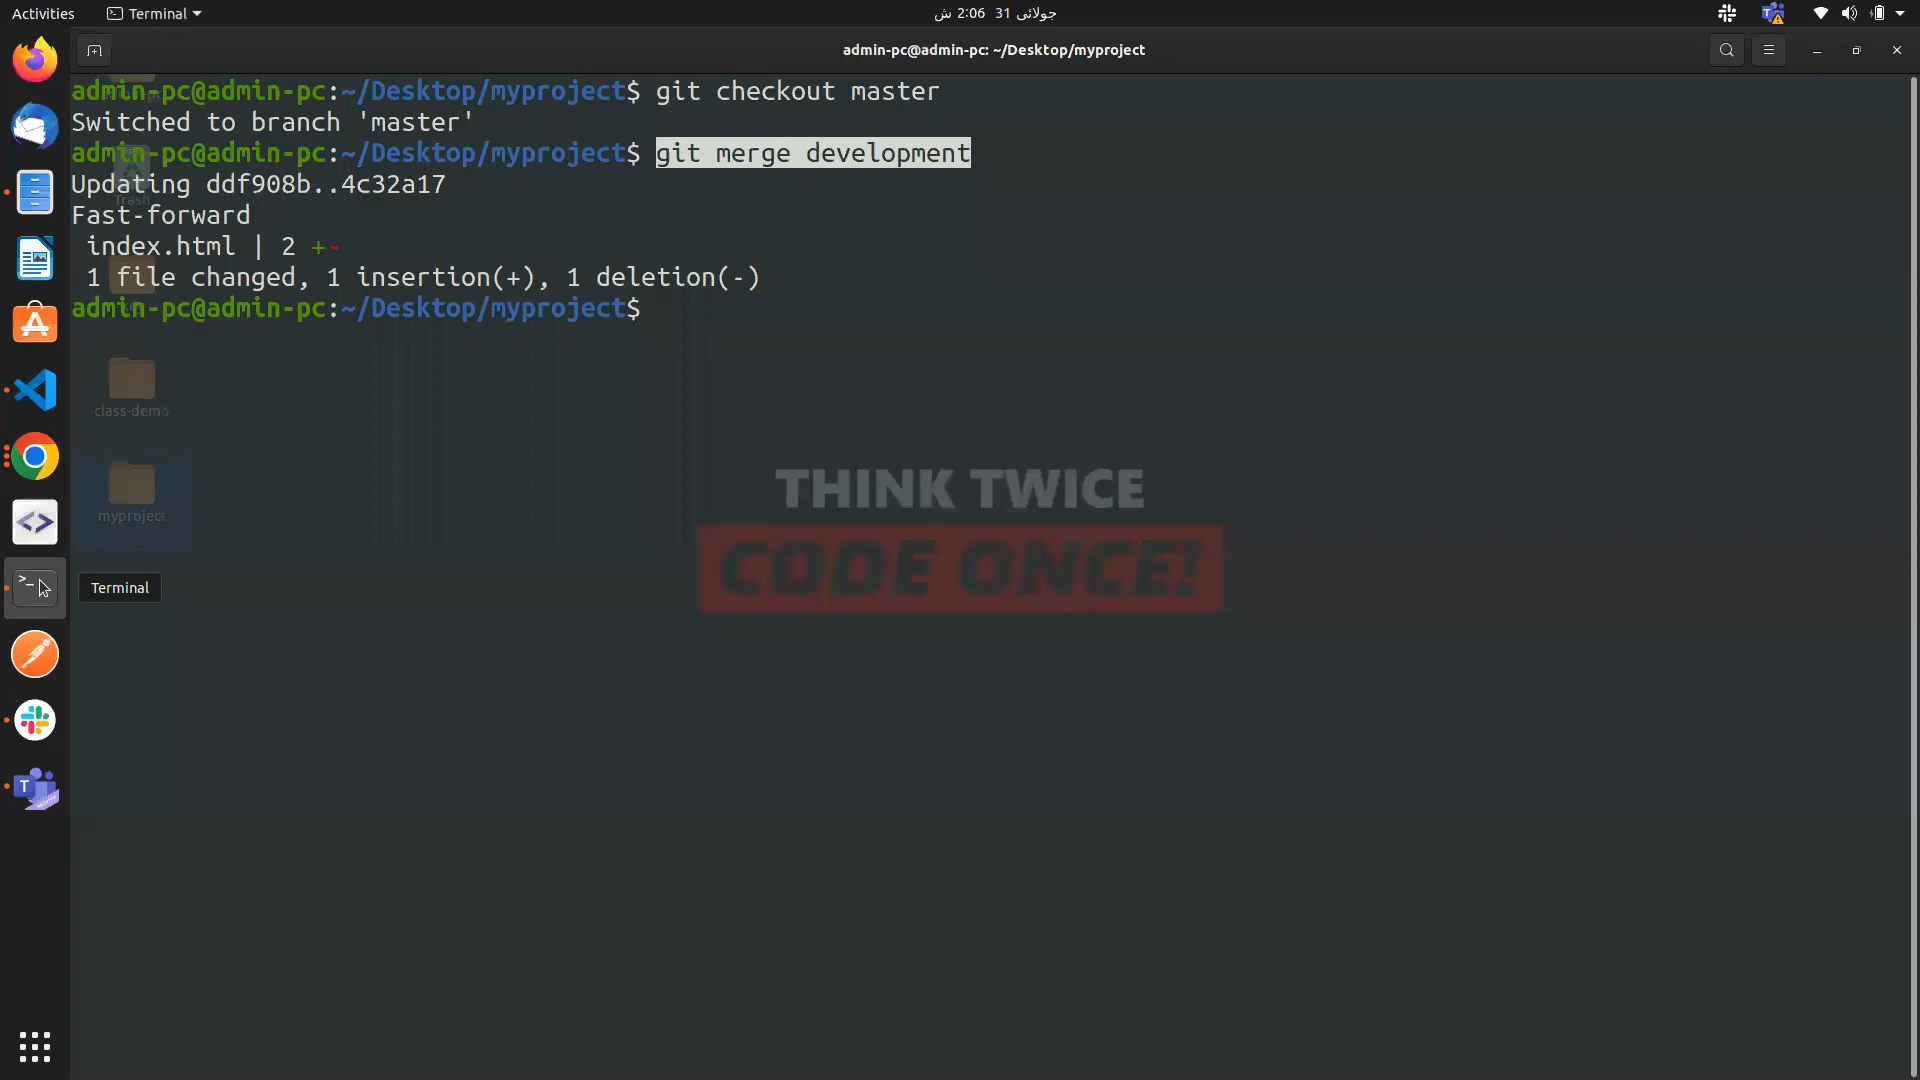 Activities Terminal جولائی 31 2:06 ش
admin-pc@admin-pc: ~/Desktop/myproject
admin-pc@admin-pc:~/Desktop/myproject$ git checkout master
Switched to branch 'master'
admin-pc@admin-pc:~/Desktop/myproject$ git merge development
Updating ddf908b..4c32a17
Fast-forward
index.html | 2 +-
1 file changed, 1 insertion(+), 1 deletion(-)
admin-pc@admin-pc:~/Desktop/myproject$
Trash
class-demo
myproject
THINK TWICE
CODE ONCE!
Terminal